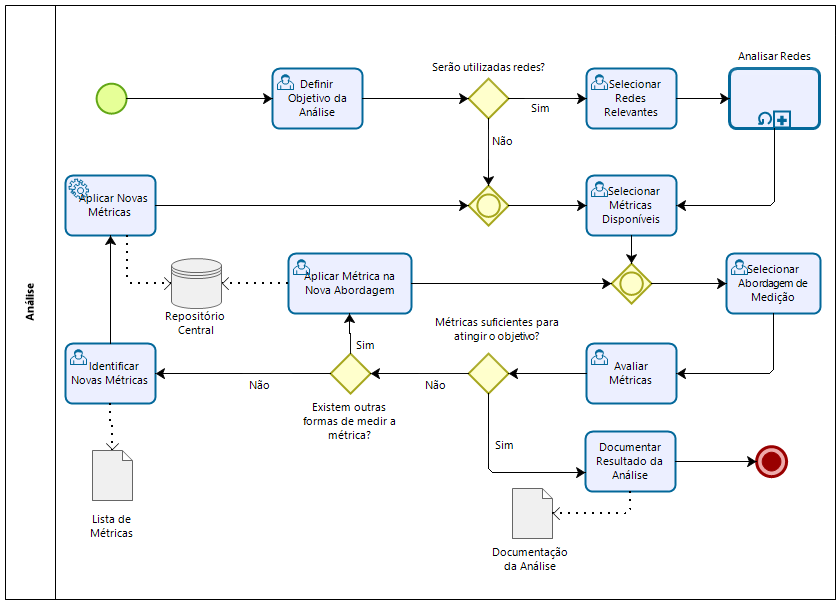 Análise
Analisar Redes
Serão utilizadas redes?
Definir
Objetivo da
Análise
Sim
Selecionar
Redes
Relevantes
Não
Aplicar Novas
Métricas
Selecionar
Métricas
Disponíveis
Aplicar Métrica na
Nova Abordagem
Selecionar
Abordagem de
Medição
Repositório
Central
Métricas suficientes para
atingir o objetivo?
Sim
Identificar
Novas Métricas
Não
Não
Avaliar
Métricas
Existem outras
formas de medir a
métrica?
Sim
Documentar
Resultado da
Análise
Lista de
Métricas
Documentação
da Análise